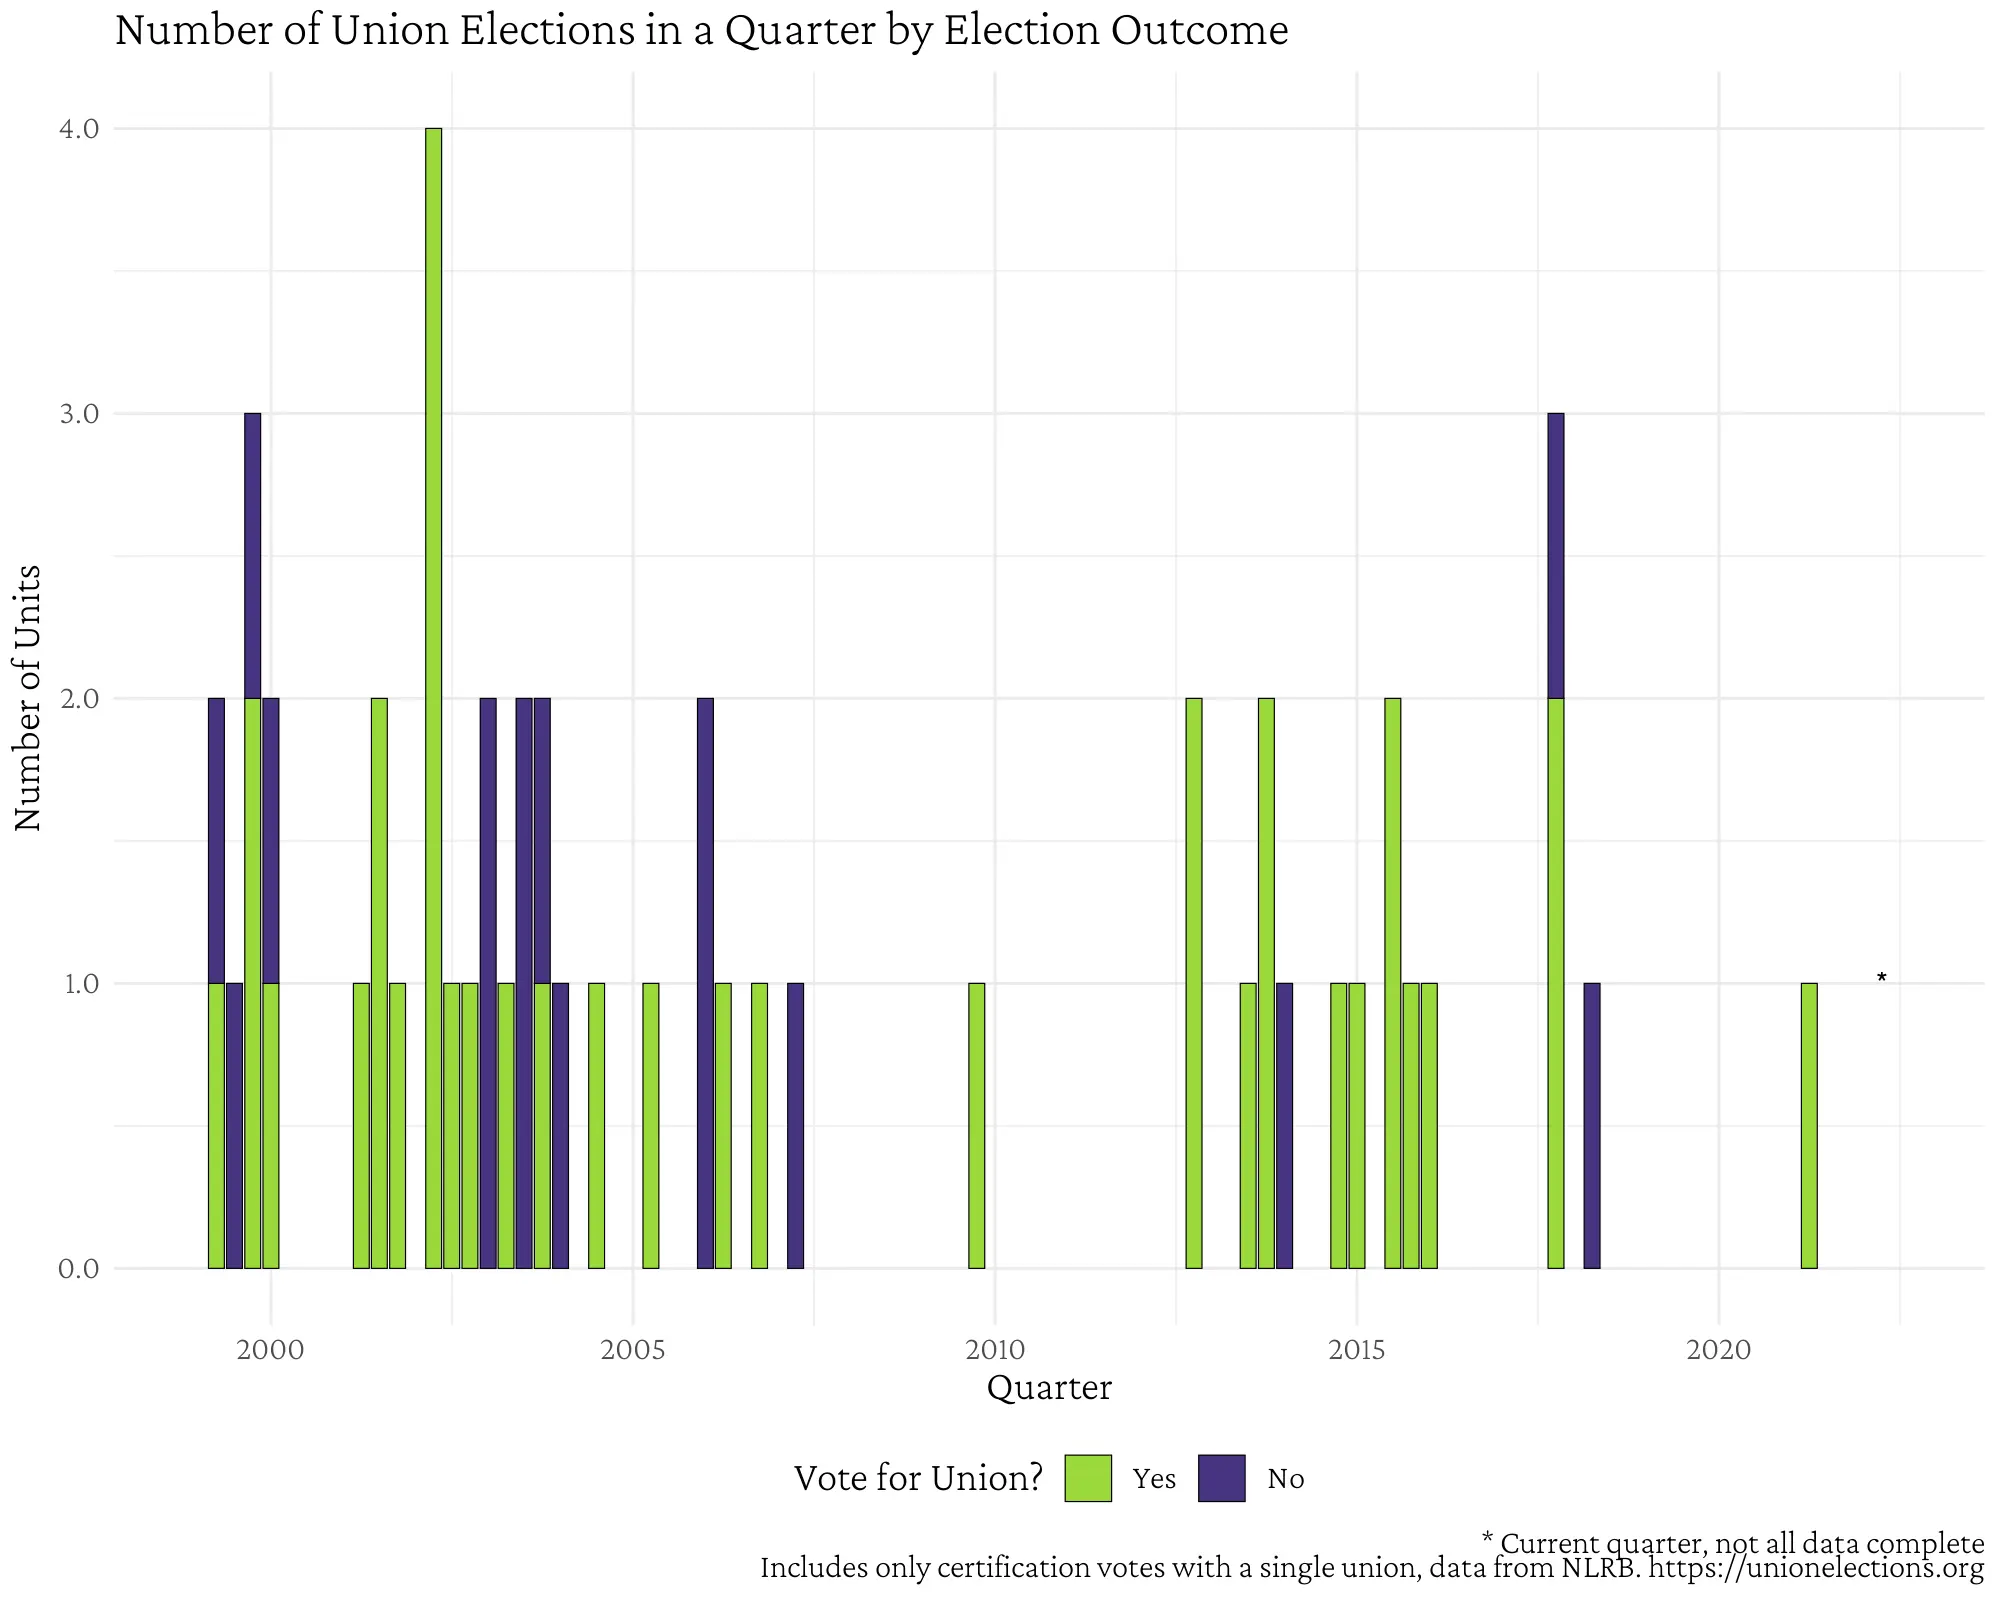 Number of Union Elections in a Quarter by Election Outcome
Number of Units
4.0
3.0
2.0
1.0
0.0
*
2000 2005 2010 2015 2020
Quarter
Vote for Union? Yes No
* Current quarter, not all data complete
Includes only certification votes with a single union, data from NLRB. https://unionelections.org